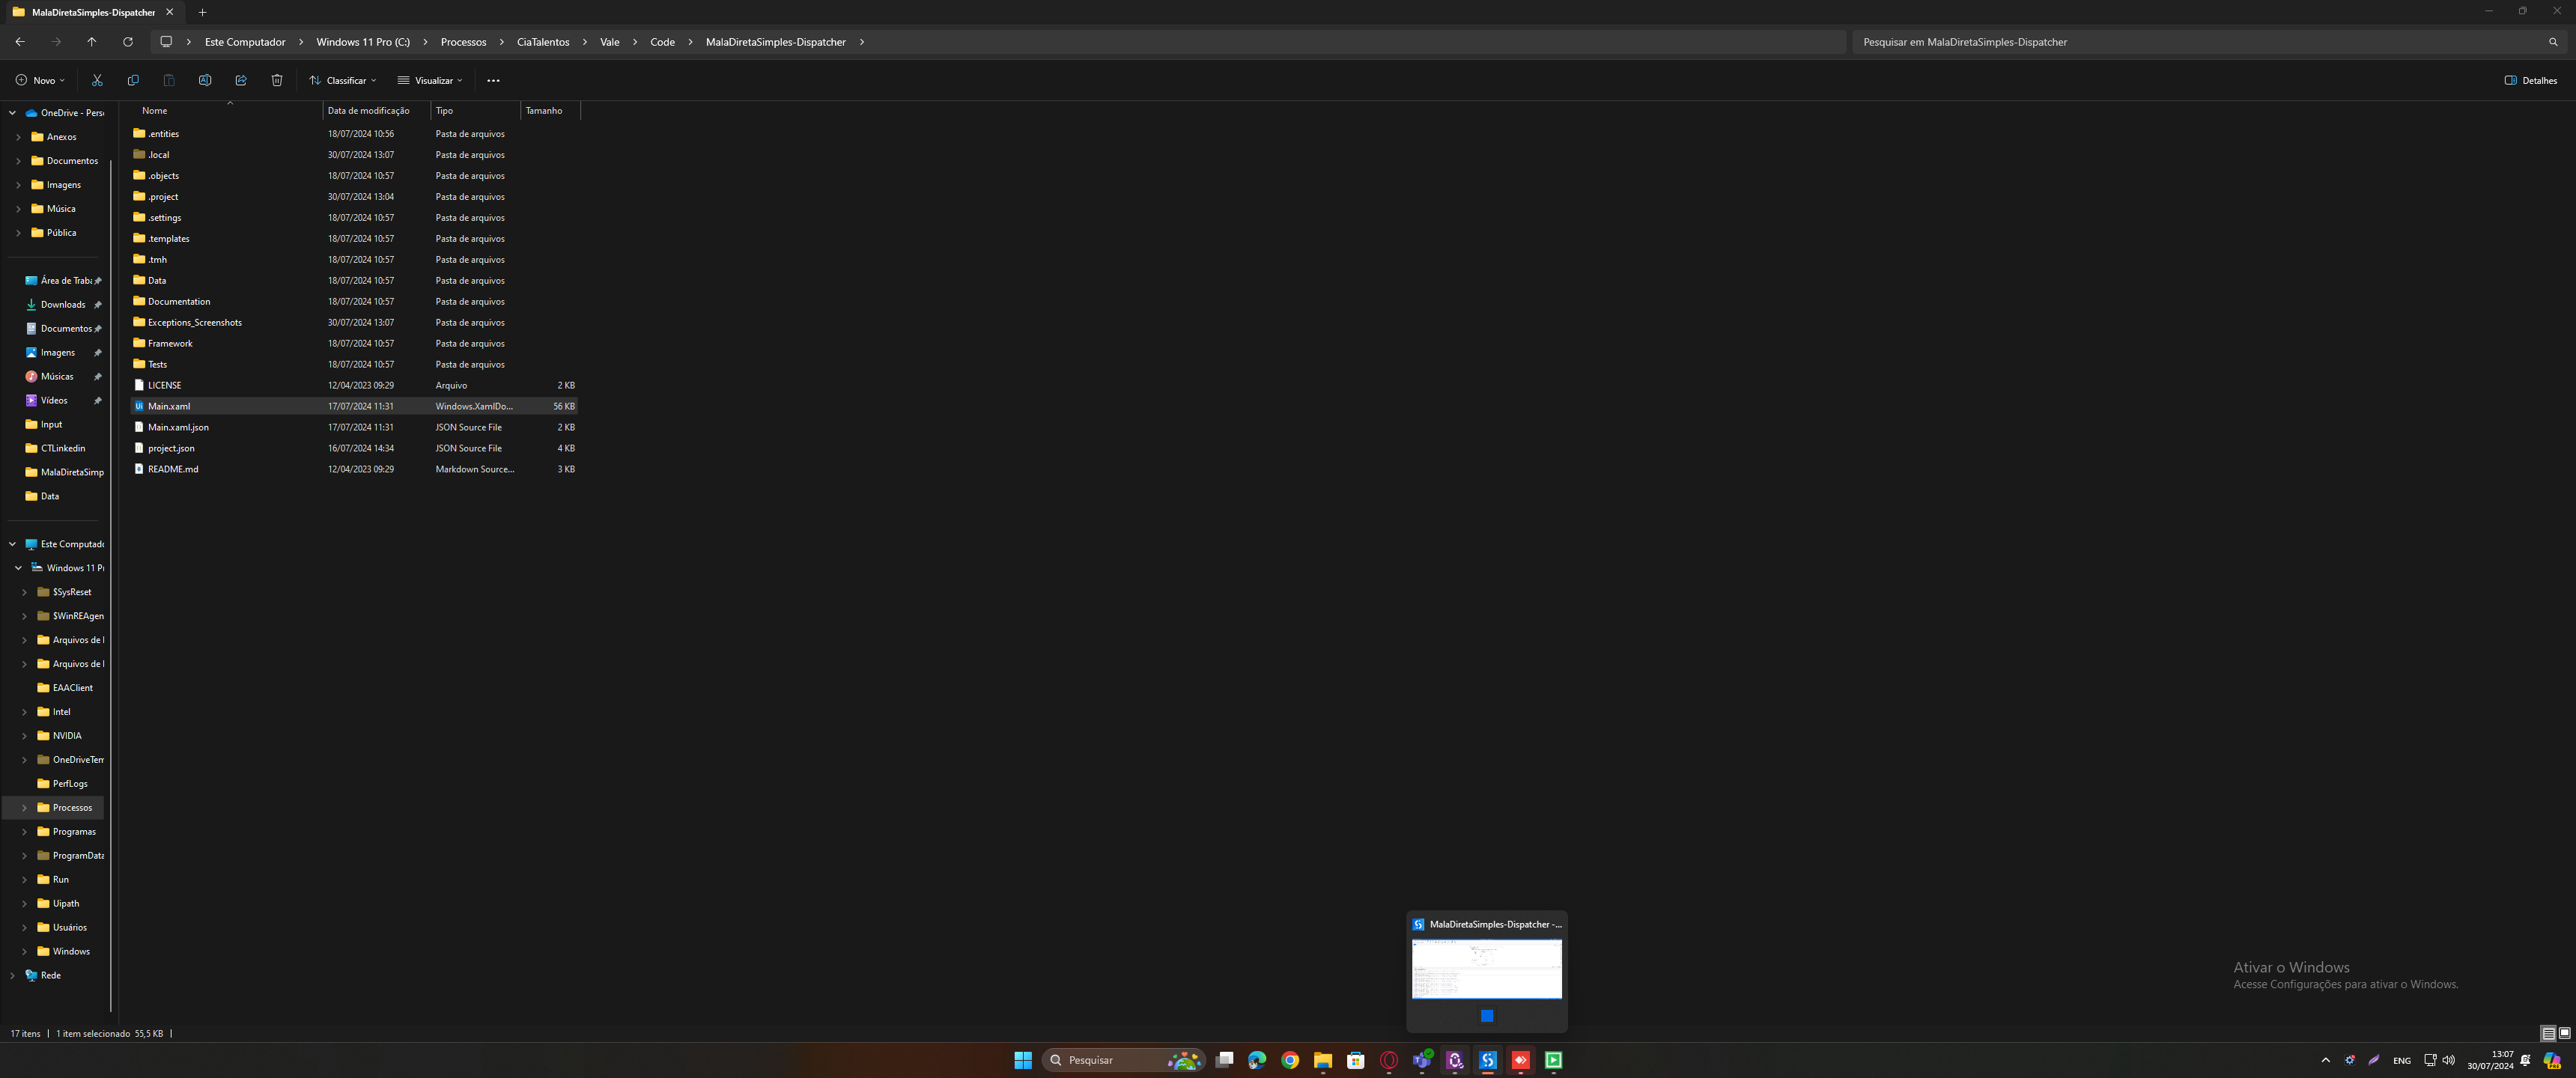 MalaDiretaSimples-Dispatcher
Este Computador > Windows 11 Pro (C:) > Processos > CiaTalentos > Vale > Code > MalaDiretaSimples-Dispatcher >
Pesquisar em MalaDiretaSimples-Dispatcher
Novo
Classificar
Visualizar
Detalhes
OneDrive - Pers
Anexos
Documentos
Imagens
Música
Pública
Área de Trab
Downloads
Documentos
Imagens
Músicas
Vídeos
Input
CTLinkedin
MalaDiretaSimp
Data
Este Computad
Windows 11 P
$SysReset
$WinREAgen
Arquivos de
Arquivos de
EAAClient
Intel
NVIDIA
OneDriveTem
PerfLogs
Processos
Programas
ProgramData
Run
Uipath
Usuários
Windows
Rede
Nome Data de modificação Tipo Tamanho
.entities 18/07/2024 10:56 Pasta de arquivos
.local 30/07/2024 13:07 Pasta de arquivos
.objects 18/07/2024 10:57 Pasta de arquivos
.project 30/07/2024 13:04 Pasta de arquivos
.settings 18/07/2024 10:57 Pasta de arquivos
.templates 18/07/2024 10:57 Pasta de arquivos
.tmh 18/07/2024 10:57 Pasta de arquivos
Data 18/07/2024 10:57 Pasta de arquivos
Documentation 18/07/2024 10:57 Pasta de arquivos
Exceptions_Screenshots 30/07/2024 13:07 Pasta de arquivos
Framework 18/07/2024 10:57 Pasta de arquivos
Tests 18/07/2024 10:57 Pasta de arquivos
LICENSE 12/04/2023 09:29 Arquivo 2 KB
Main.xaml 17/07/2024 11:31 Windows.XamlDo... 56 KB
Main.xaml.json 17/07/2024 11:31 JSON Source File 2 KB
project.json 16/07/2024 14:34 JSON Source File 4 KB
README.md 12/04/2023 09:29 Markdown Source... 3 KB
MalaDiretaSimples-Dispatcher -...
Ativar o Windows
Acesse Configurações para ativar o Windows.
17 itens | 1 item selecionado 55,5 KB |
Pesquisar
ENG
13:07
30/07/2024